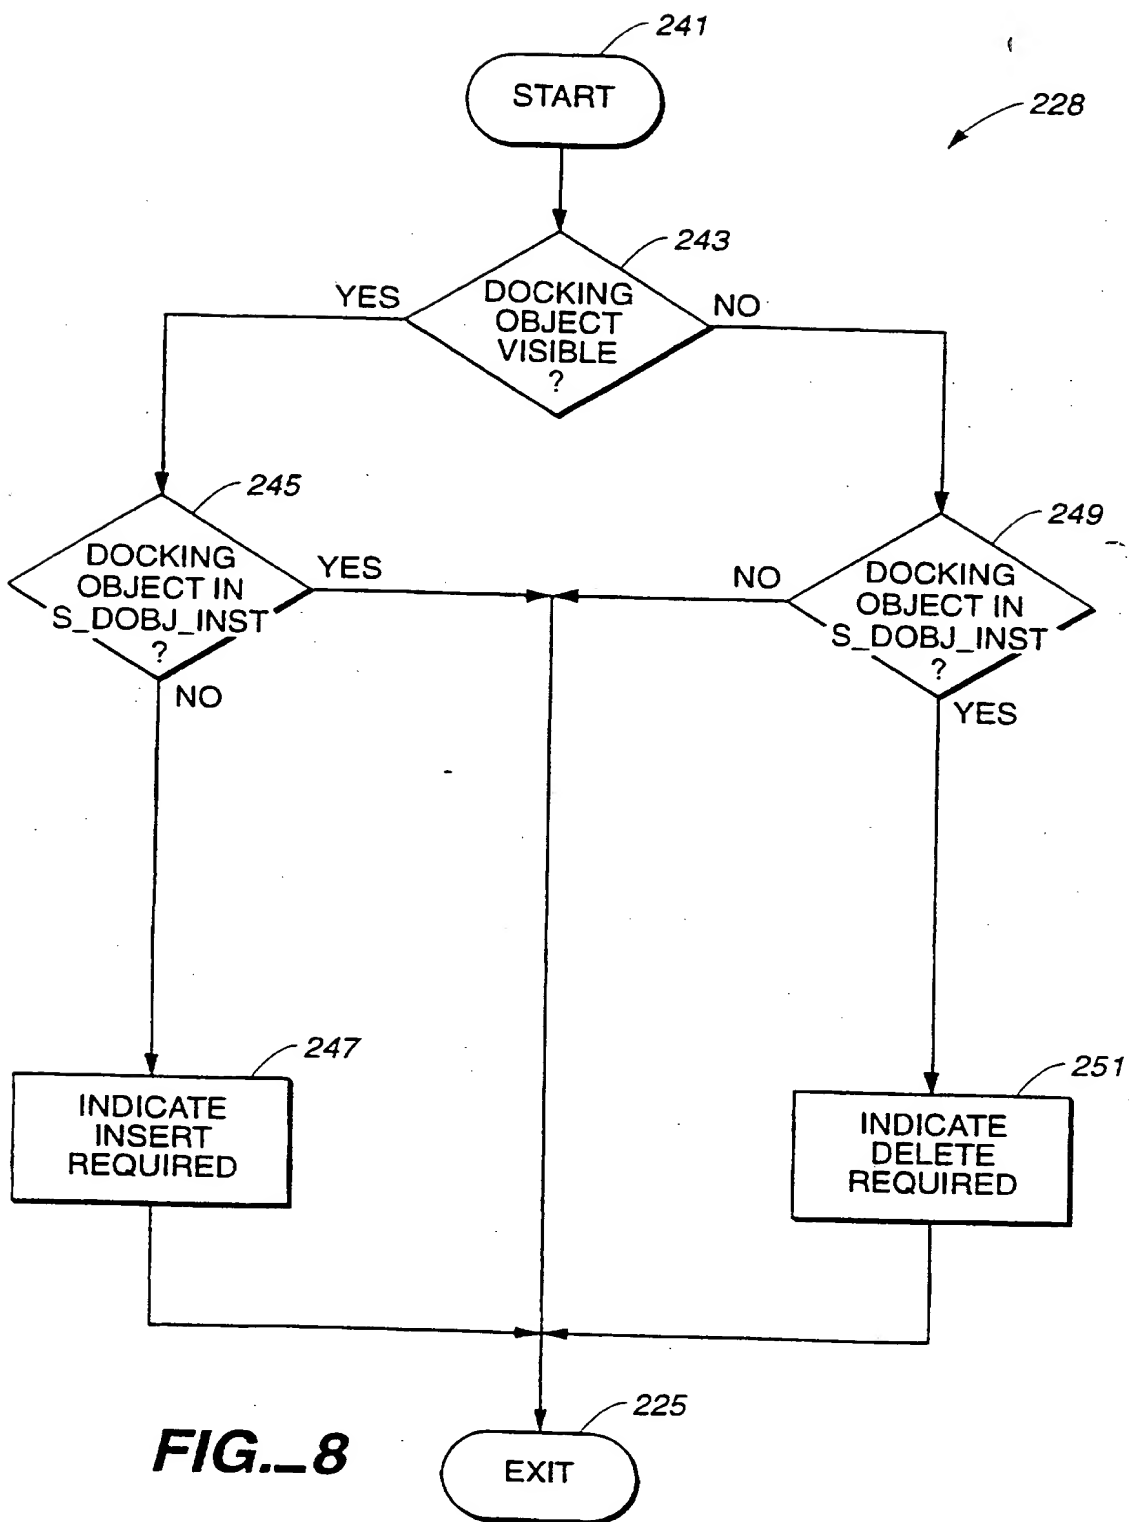 241
START
228
243
DOCKING
OBJECT
VISIBLE
?
YES
NO
245
DOCKING
OBJECT IN
S_DOBJ_INST
?
YES
NO
249
DOCKING
OBJECT IN
S_DOBJ_INST
?
NO
YES
247
INDICATE
INSERT
REQUIRED
251
INDICATE
DELETE
REQUIRED
225
EXIT
FIG._8